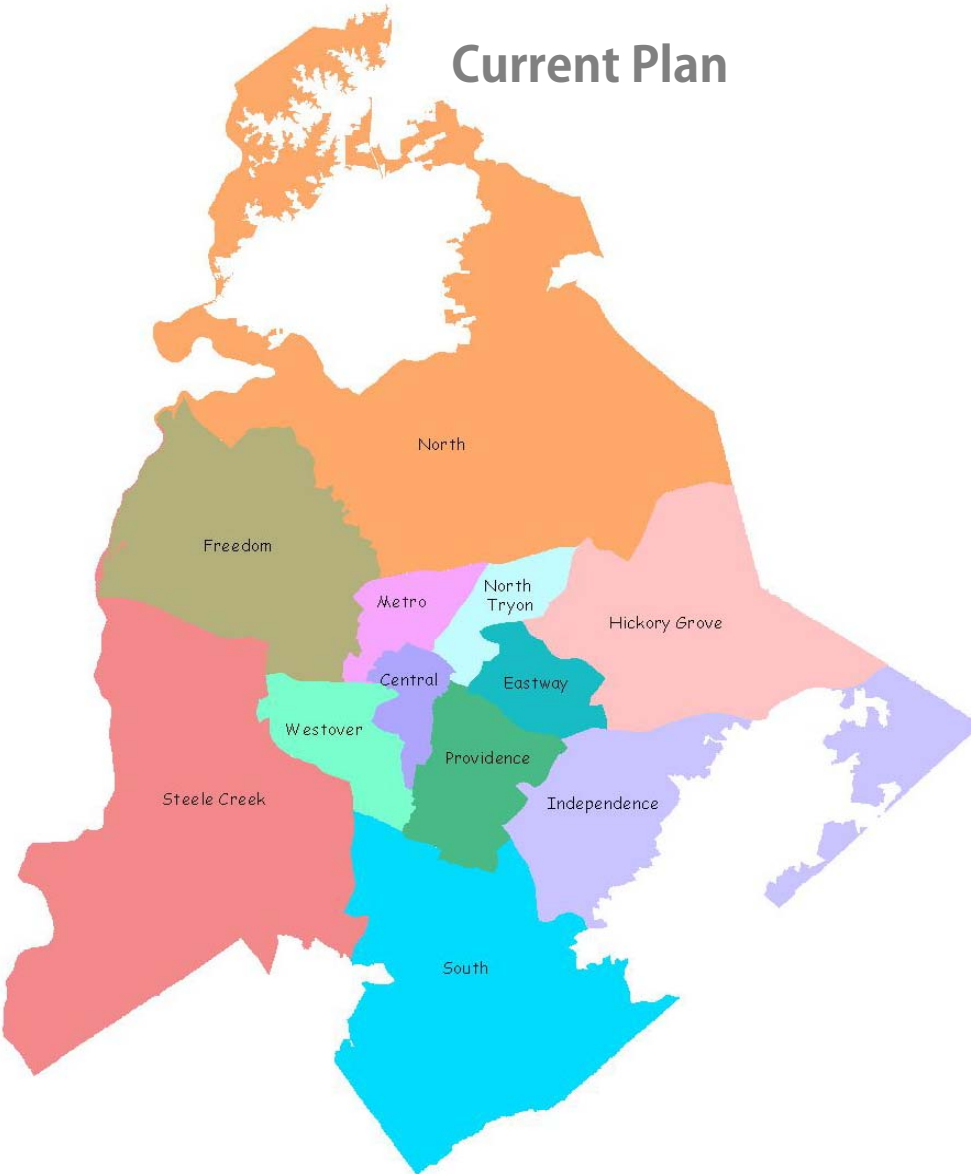 Current Plan
North
Freedom
Metro
North
Tryon
Hickory Grove
Central
Eastway
Westover
Providence
Steele Creek
Independence
South